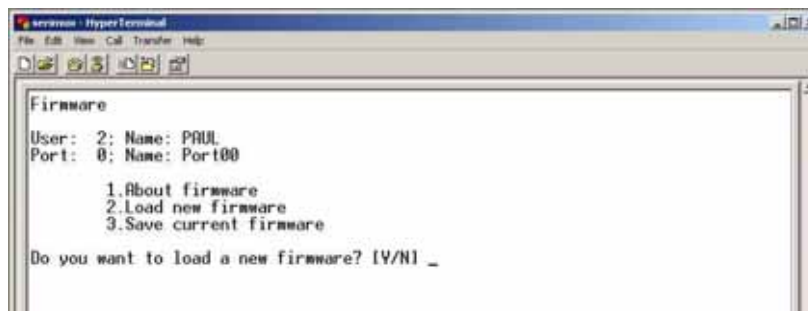 serimux - HyperTerminal
File Edit View Call Transfer Help
Firmware
User: 2; Name: PAUL
Port: 0; Name: Port00
1.About firmware
2.Load new firmware
3.Save current firmware
Do you want to load a new firmware? [Y/N] _